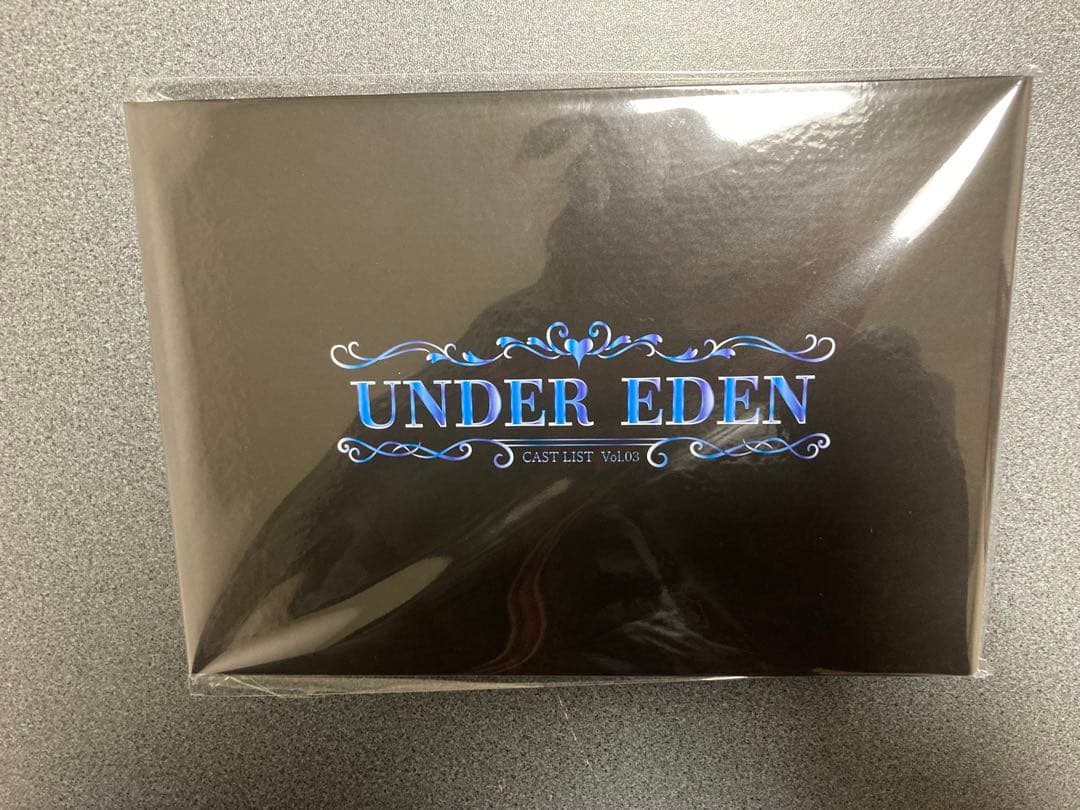 UNDER EDEN
CAST LIST Vol.03